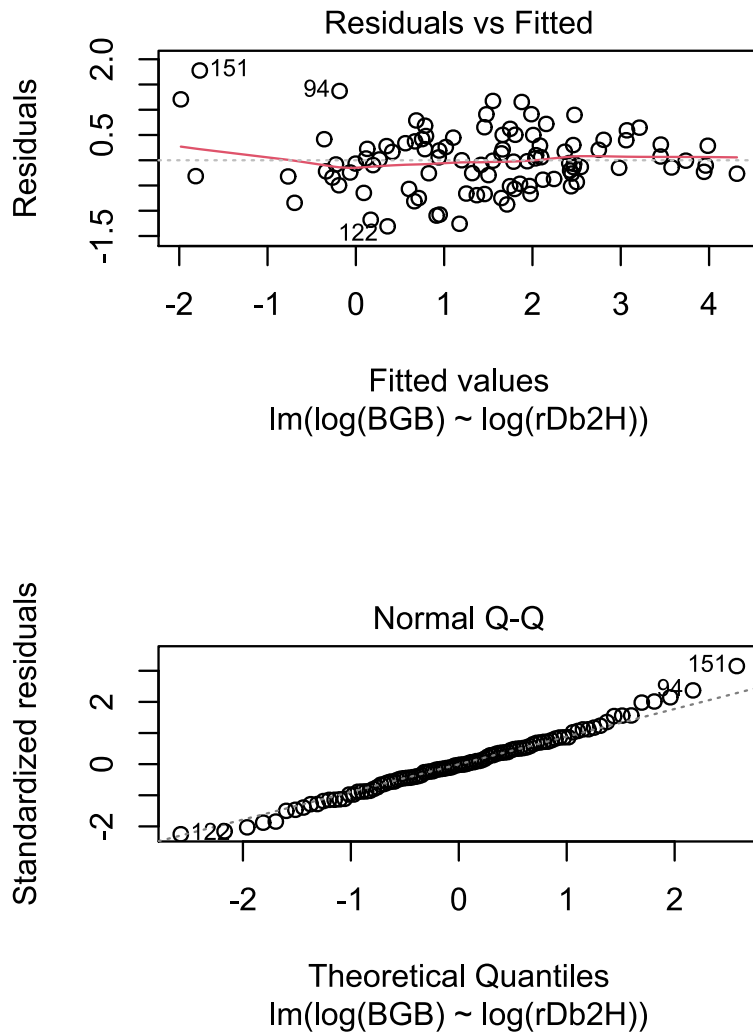 Residuals vs Fitted
Residuals
2.0
0.5
-1.5
151
94
122
-2 -1 0 1 2 3 4
Fitted values
lm(log(BGB) ~ log(rDb2H))
Normal Q-Q
Standardized residuals
2
0
-2
151
94
122
-2 -1 0 1 2
Theoretical Quantiles
lm(log(BGB) ~ log(rDb2H))